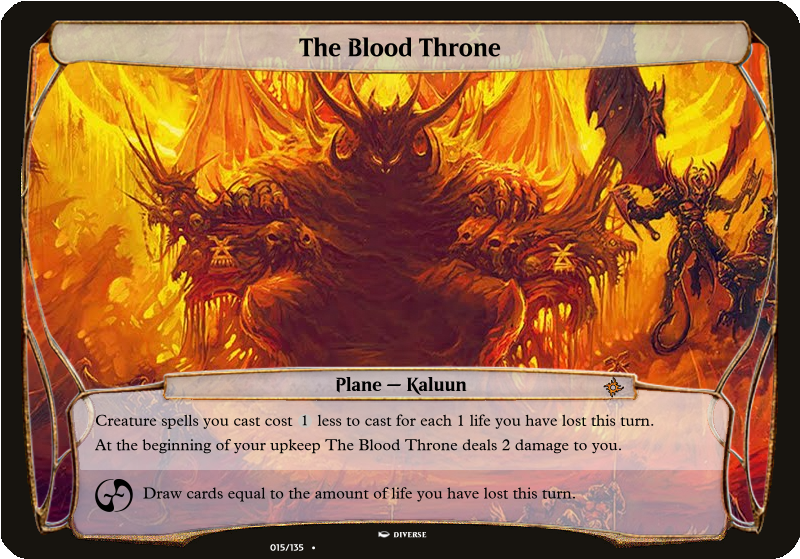 The Blood Throne
Plane — Kaluun
Creature spells you cast cost 1 less to cast for each 1 life you have lost this turn.
At the beginning of your upkeep The Blood Throne deals 2 damage to you.
Draw cards equal to the amount of life you have lost this turn.
DIVERSE
015/135 •